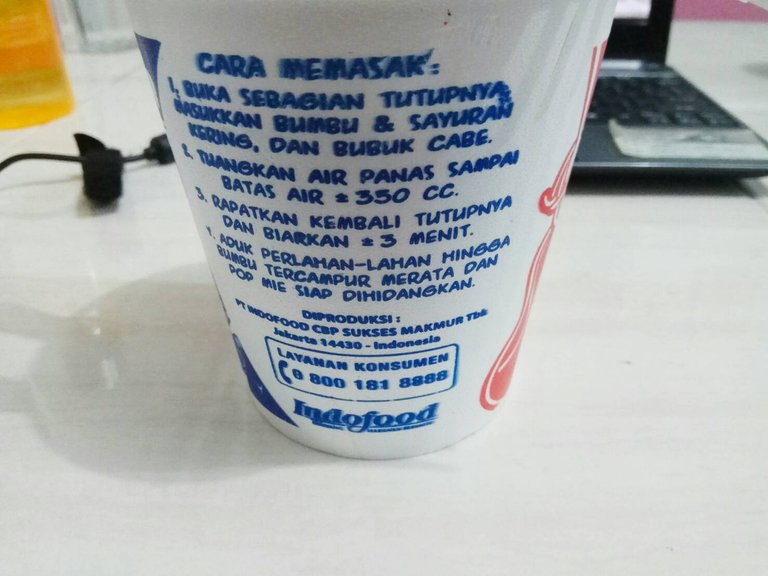 CARA MEMASAK :
1. BUKA SEBAGIAN TUTUPNYA,
MASUKKAN BUMBU & SAYURAN
KERING, DAN BUBUK CABE.
2. TUANGKAN AIR PANAS SAMPAI
BATAS AIR ± 350 CC.
3. RAPATKAN KEMBALI TUTUPNYA
DAN BIARKAN ± 3 MENIT.
4. ADUK PERLAHAN-LAHAN HINGGA
BUMBU TERCAMPUR MERATA DAN
POP MIE SIAP DIHIDANGKAN.
DIPRODUKSI :
PT INDOFOOD CBP SUKSES MAKMUR Tbk
Jakarta 14430 - Indonesia
LAYANAN KONSUMEN
0 800 181 8888
Indofood